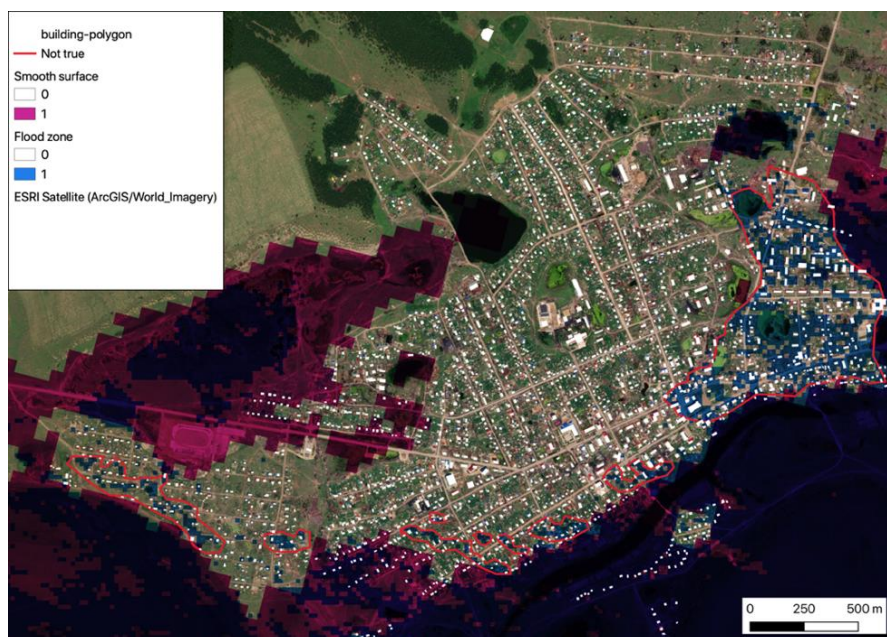 building-polygon
Not true
Smooth surface
0
1
Flood zone
0
1
ESRI Satellite (ArcGIS/World_Imagery)
0 250 500 m